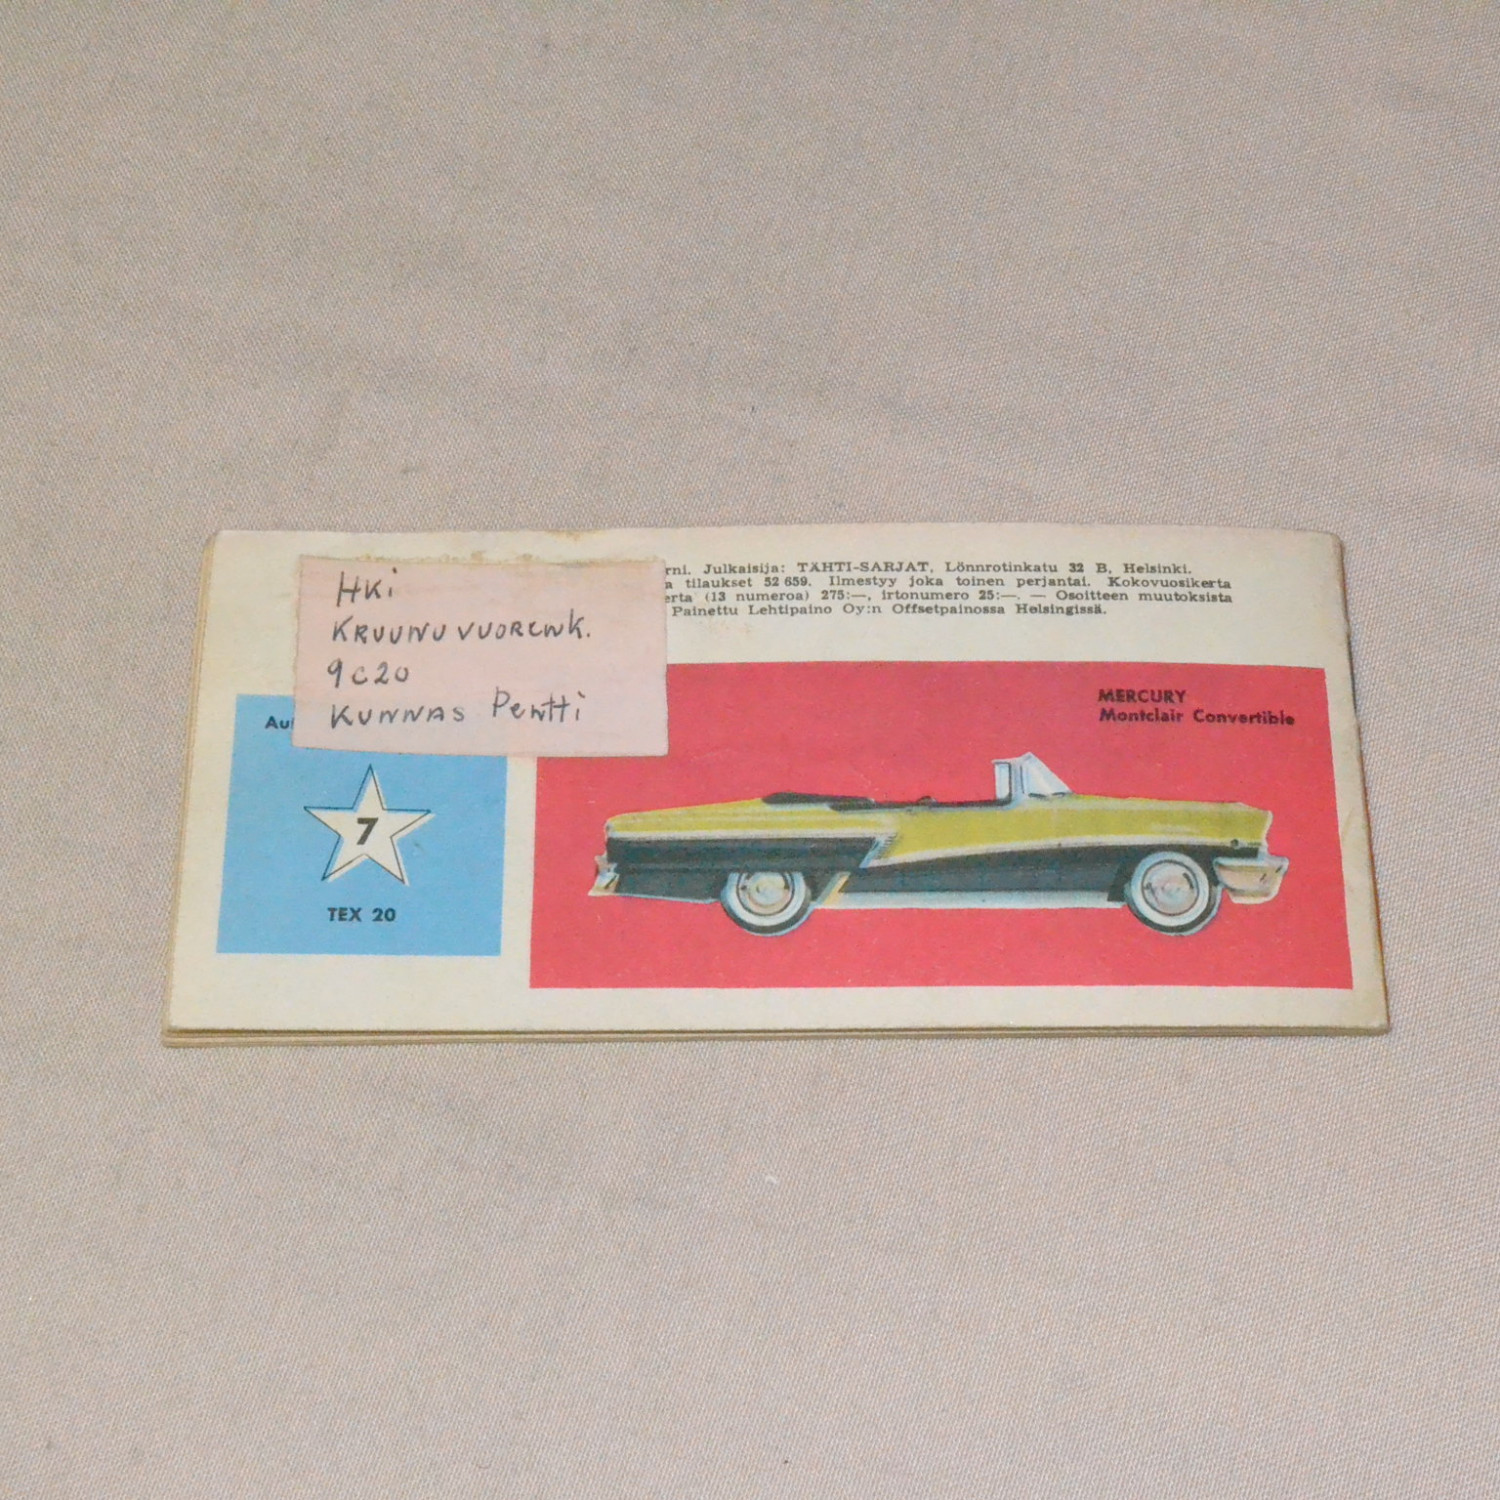 HKi
KRUUNUVUORENK.
9C20
KUNNAS Pentti
rni. Julkaisija: TÄHTI-SARJAT, Lönnrotinkatu 32 B, Helsinki.
a tilaukset 52 659. Ilmestyy joka toinen perjantai. Kokovuosikerta
erta (13 numeroa) 275:—, irtonumero 25:—. — Osoitteen muutoksista
Painettu Lehtipaino Oy:n Offsetpainossa Helsingissä.
Au
7
TEX 20
MERCURY
Montclair Convertible